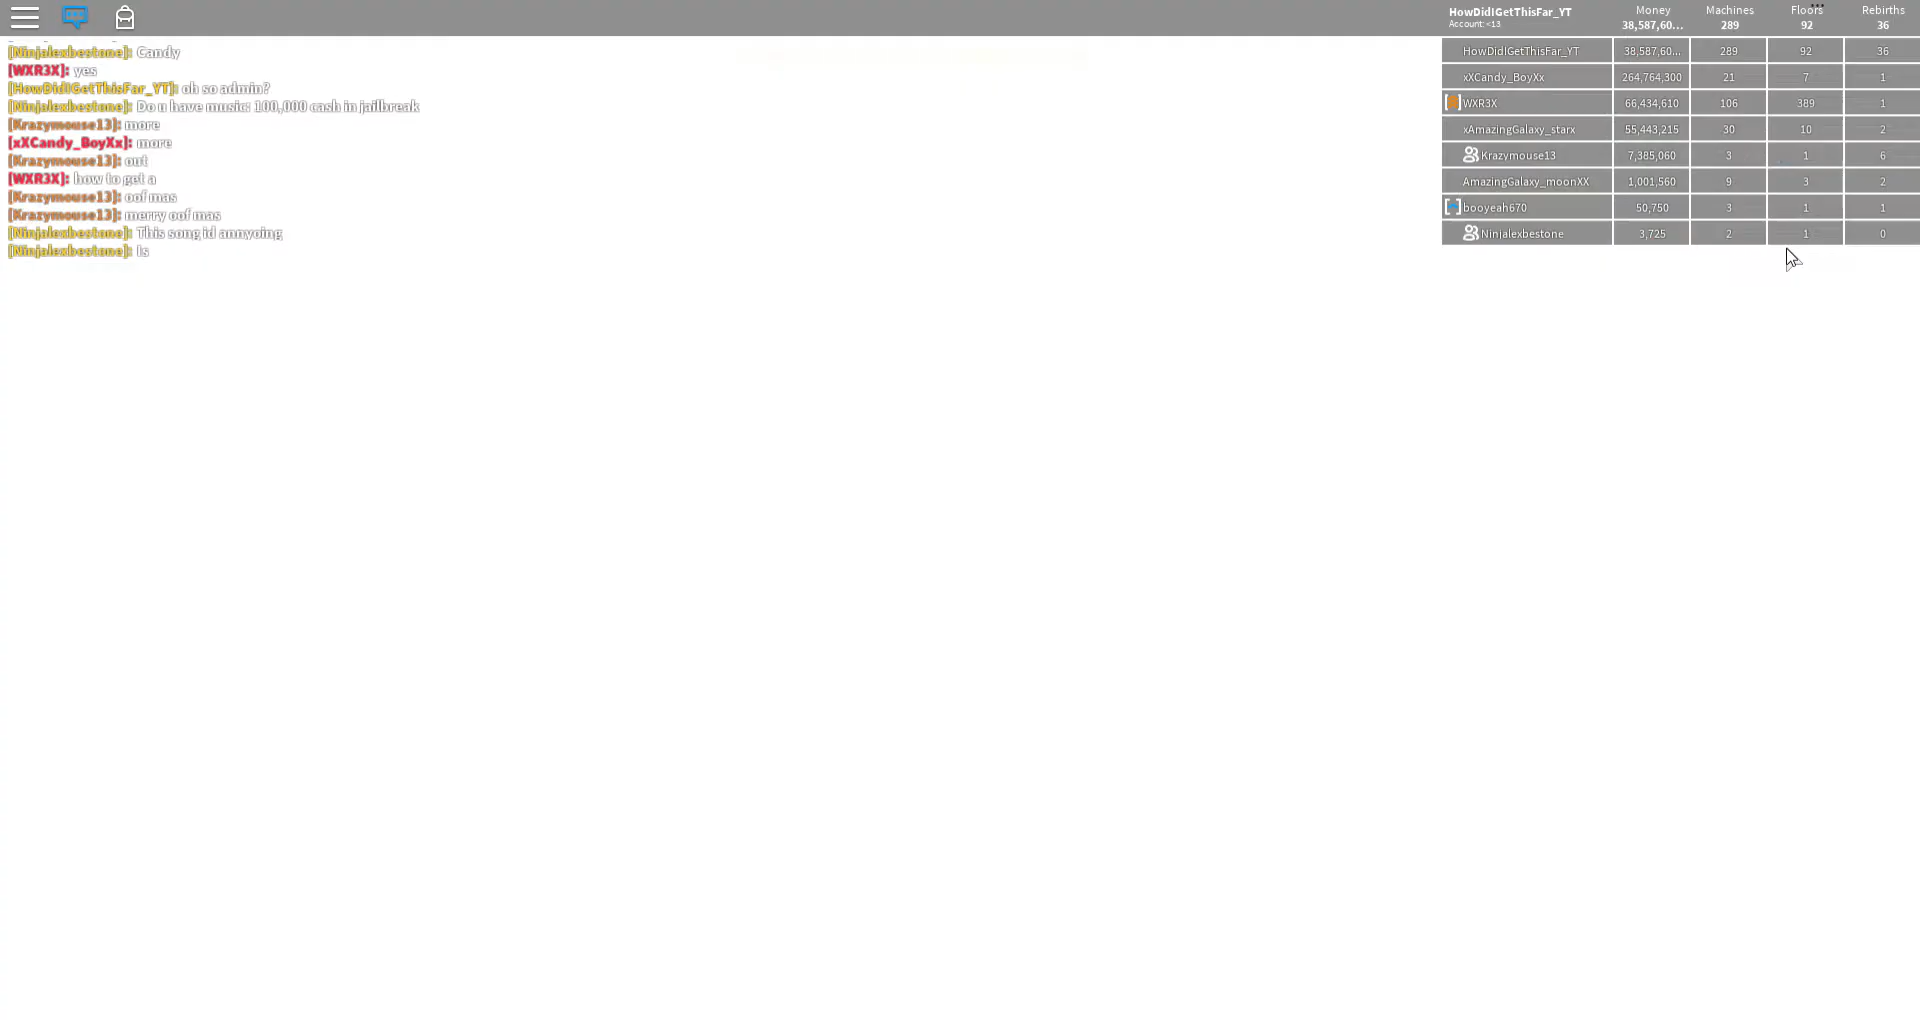 HowDidIGetThisFar_YT
Account: <13
Money
38,587,60...
Machines
289
Floors
92
Rebirths
36
[Ninjalexbestone]: Candy
[WXR3X]: yes
[HowDidIGetThisFar_YT]: oh so admin?
[Ninjalexbestone]: Do u have music: 100,000 cash in jailbreak
[Krazymouse13]: more
[xXCandy_BoyXx]: more
[Krazymouse13]: out
[WXR3X]: how to get a
[Krazymouse13]: oof mas
[Krazymouse13]: merry oof mas
[Ninjalexbestone]: This song id annyoing
[Ninjalexbestone]: Is
HowDidIGetThisFar_YT 38,587,60... 289 92 36
xXCandy_BoyXx 264,764,300 21 7 1
WXR3X 66,434,610 106 389 1
xAmazingGalaxy_starx 55,443,215 30 10 2
Krazymouse13 7,385,060 3 1 6
AmazingGalaxy_moonXX 1,001,560 9 3 2
booyeah670 50,750 3 1 1
Ninjalexbestone 3,725 2 1 0